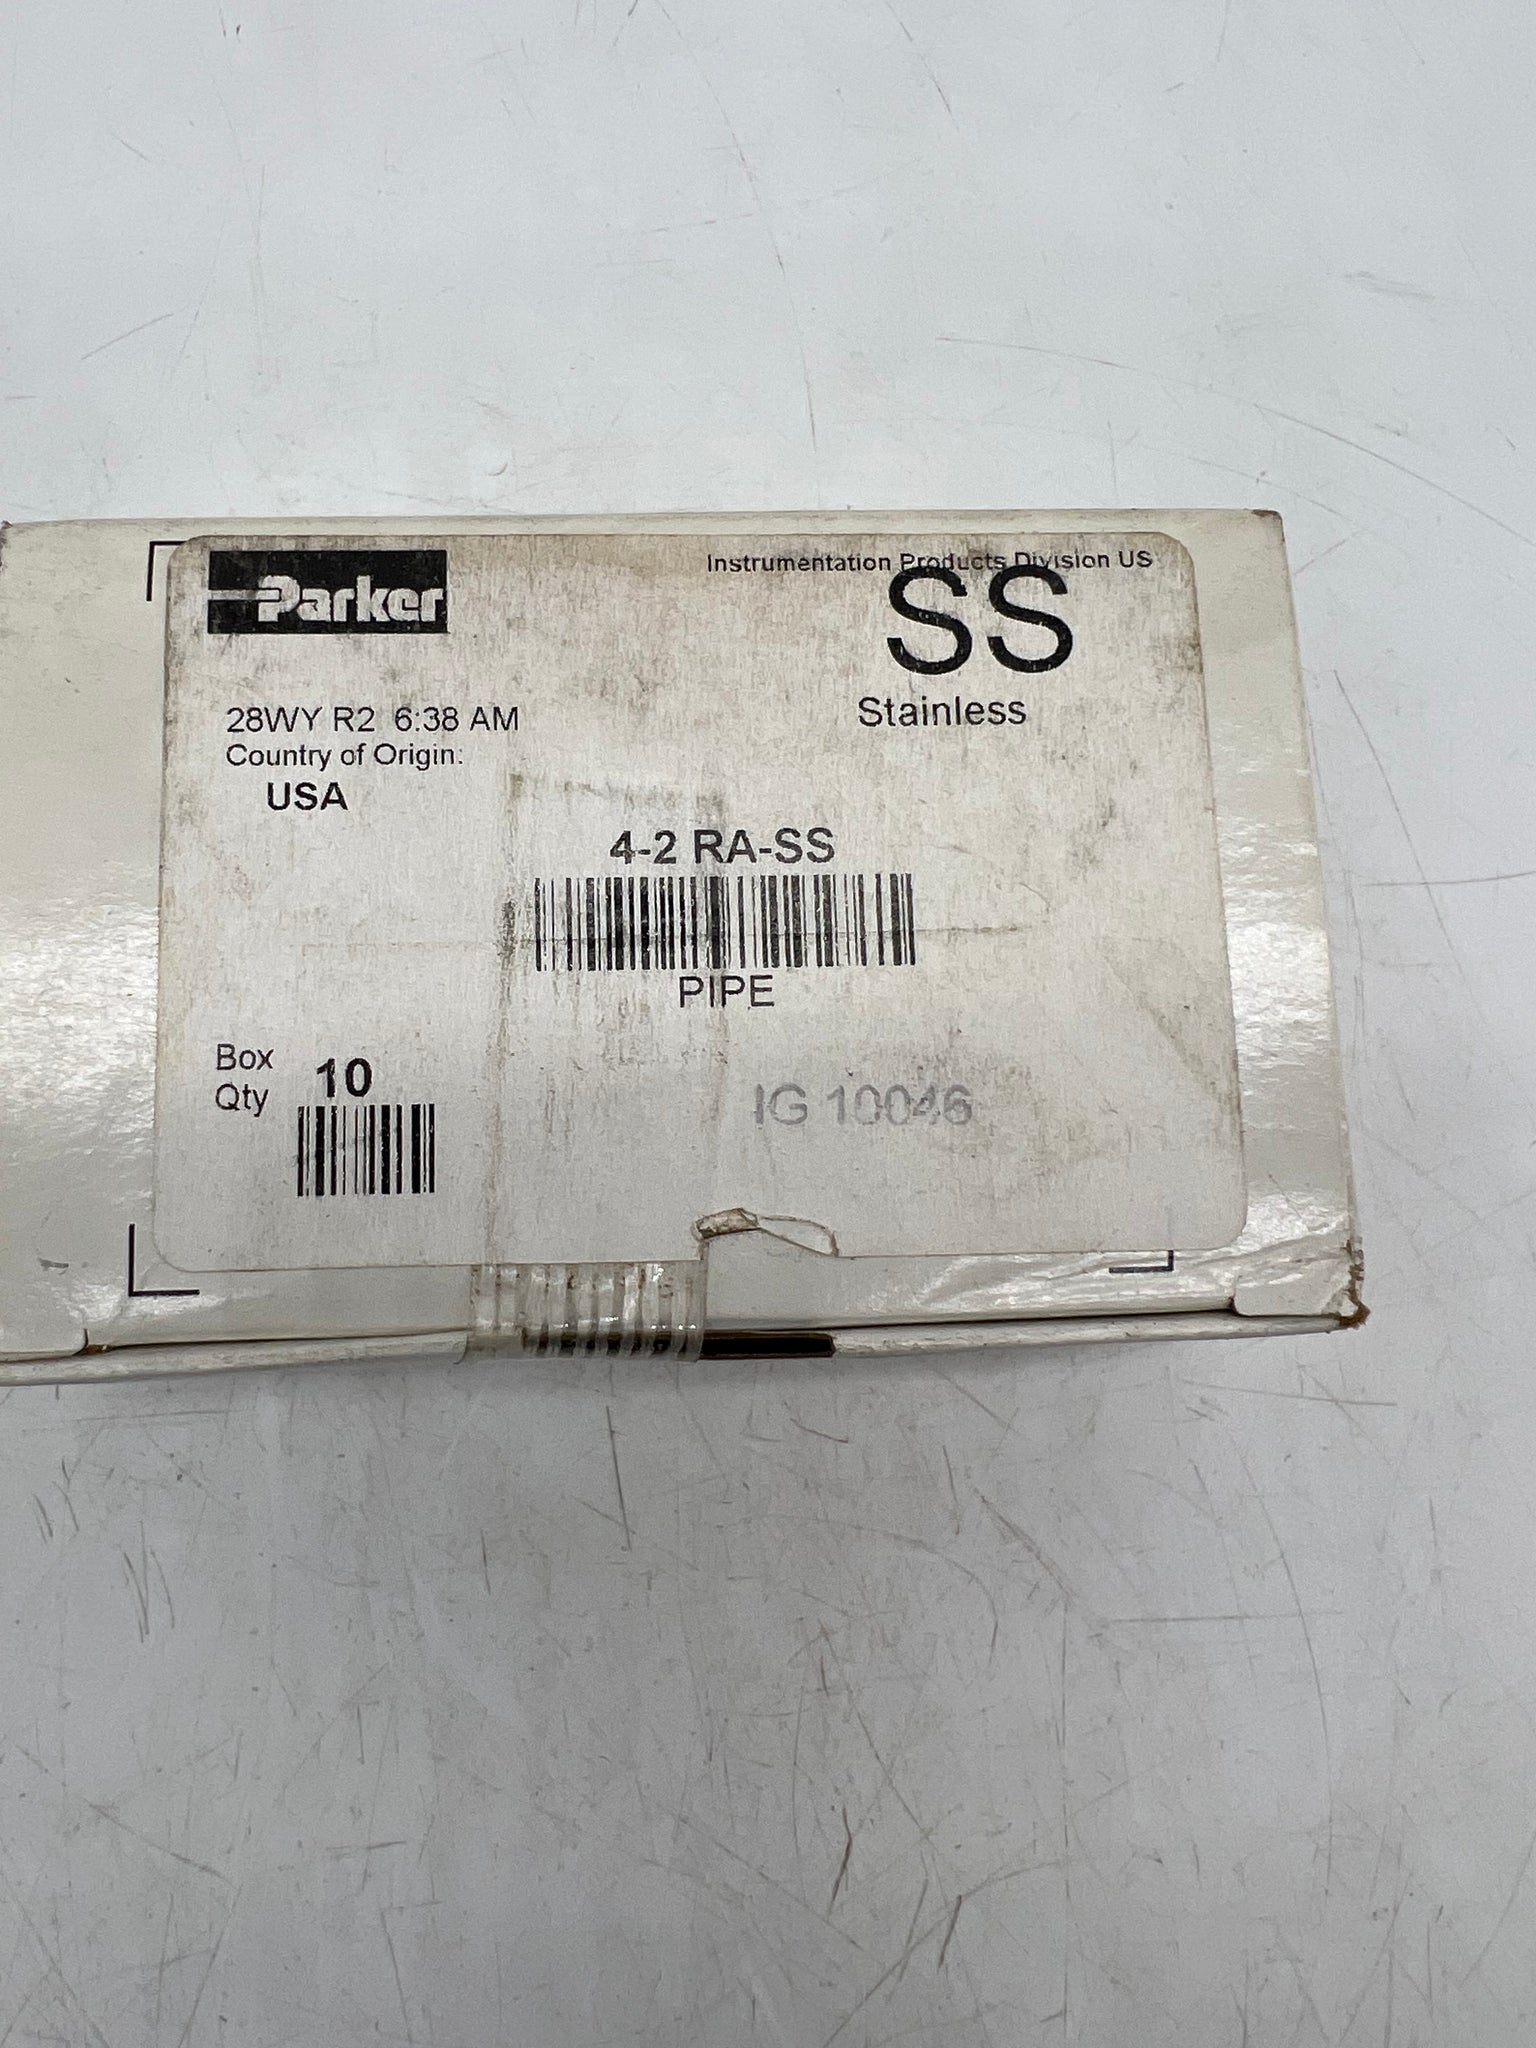 Parker
Instrumentation Products Division US
SS
Stainless
28WY R2 6:38 AM
Country of Origin:
USA
4-2 RA-SS
PIPE
Box
Qty
10
IG 10046